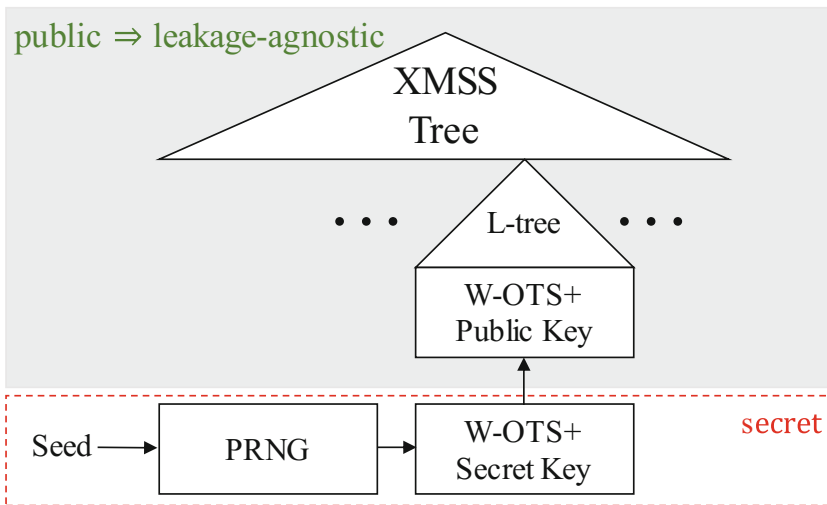 public ⇒ leakage-agnostic
XMSS
Tree
• • •
L-tree
• • •
W-OTS+
Public Key
secret
Seed
PRNG
W-OTS+
Secret Key